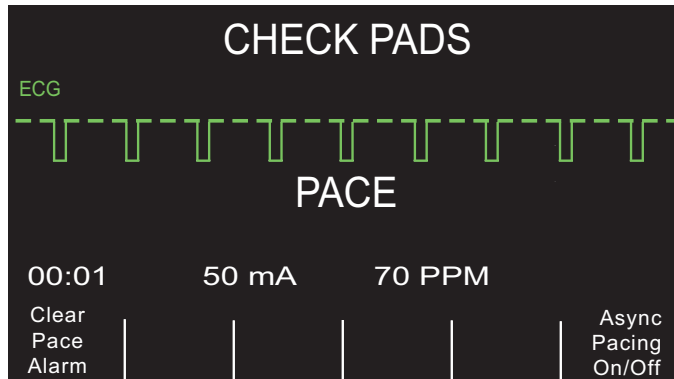 CHECK PADS
ECG
PACE
00:01 50 mA 70 PPM
Clear
Pace
Alarm
Async
Pacing
On/Off